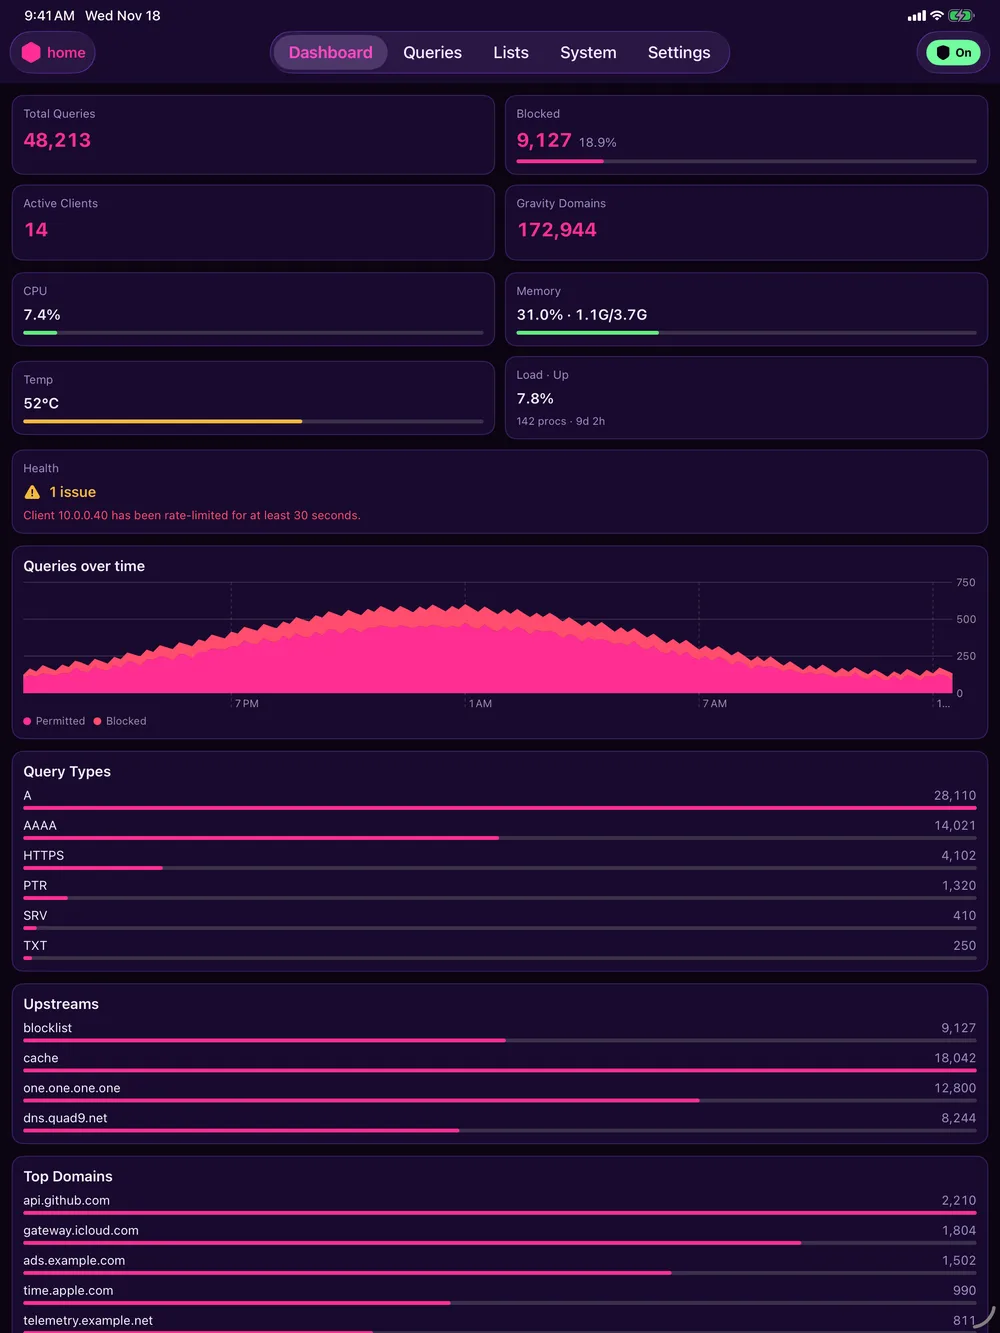 9:41 AM Wed Nov 18
home Dashboard Queries Lists System Settings On
Total Queries
48,213
Blocked
9,127 18.9%
Active Clients
14
Gravity Domains
172,944
CPU
7.4%
Memory
31.0% · 1.1G/3.7G
Temp
52°C
Load · Up
7.8%
142 procs · 9d 2h
Health
1 issue
Client 10.0.0.40 has been rate-limited for at least 30 seconds.
Queries over time
750
500
250
0
7 PM 1 AM 7 AM 1...
Permitted Blocked
Query Types
A 28,110
AAAA 14,021
HTTPS 4,102
PTR 1,320
SRV 410
TXT 250
Upstreams
blocklist 9,127
cache 18,042
one.one.one.one 12,800
dns.quad9.net 8,244
Top Domains
api.github.com 2,210
gateway.icloud.com 1,804
ads.example.com 1,502
time.apple.com 990
telemetry.example.net 811